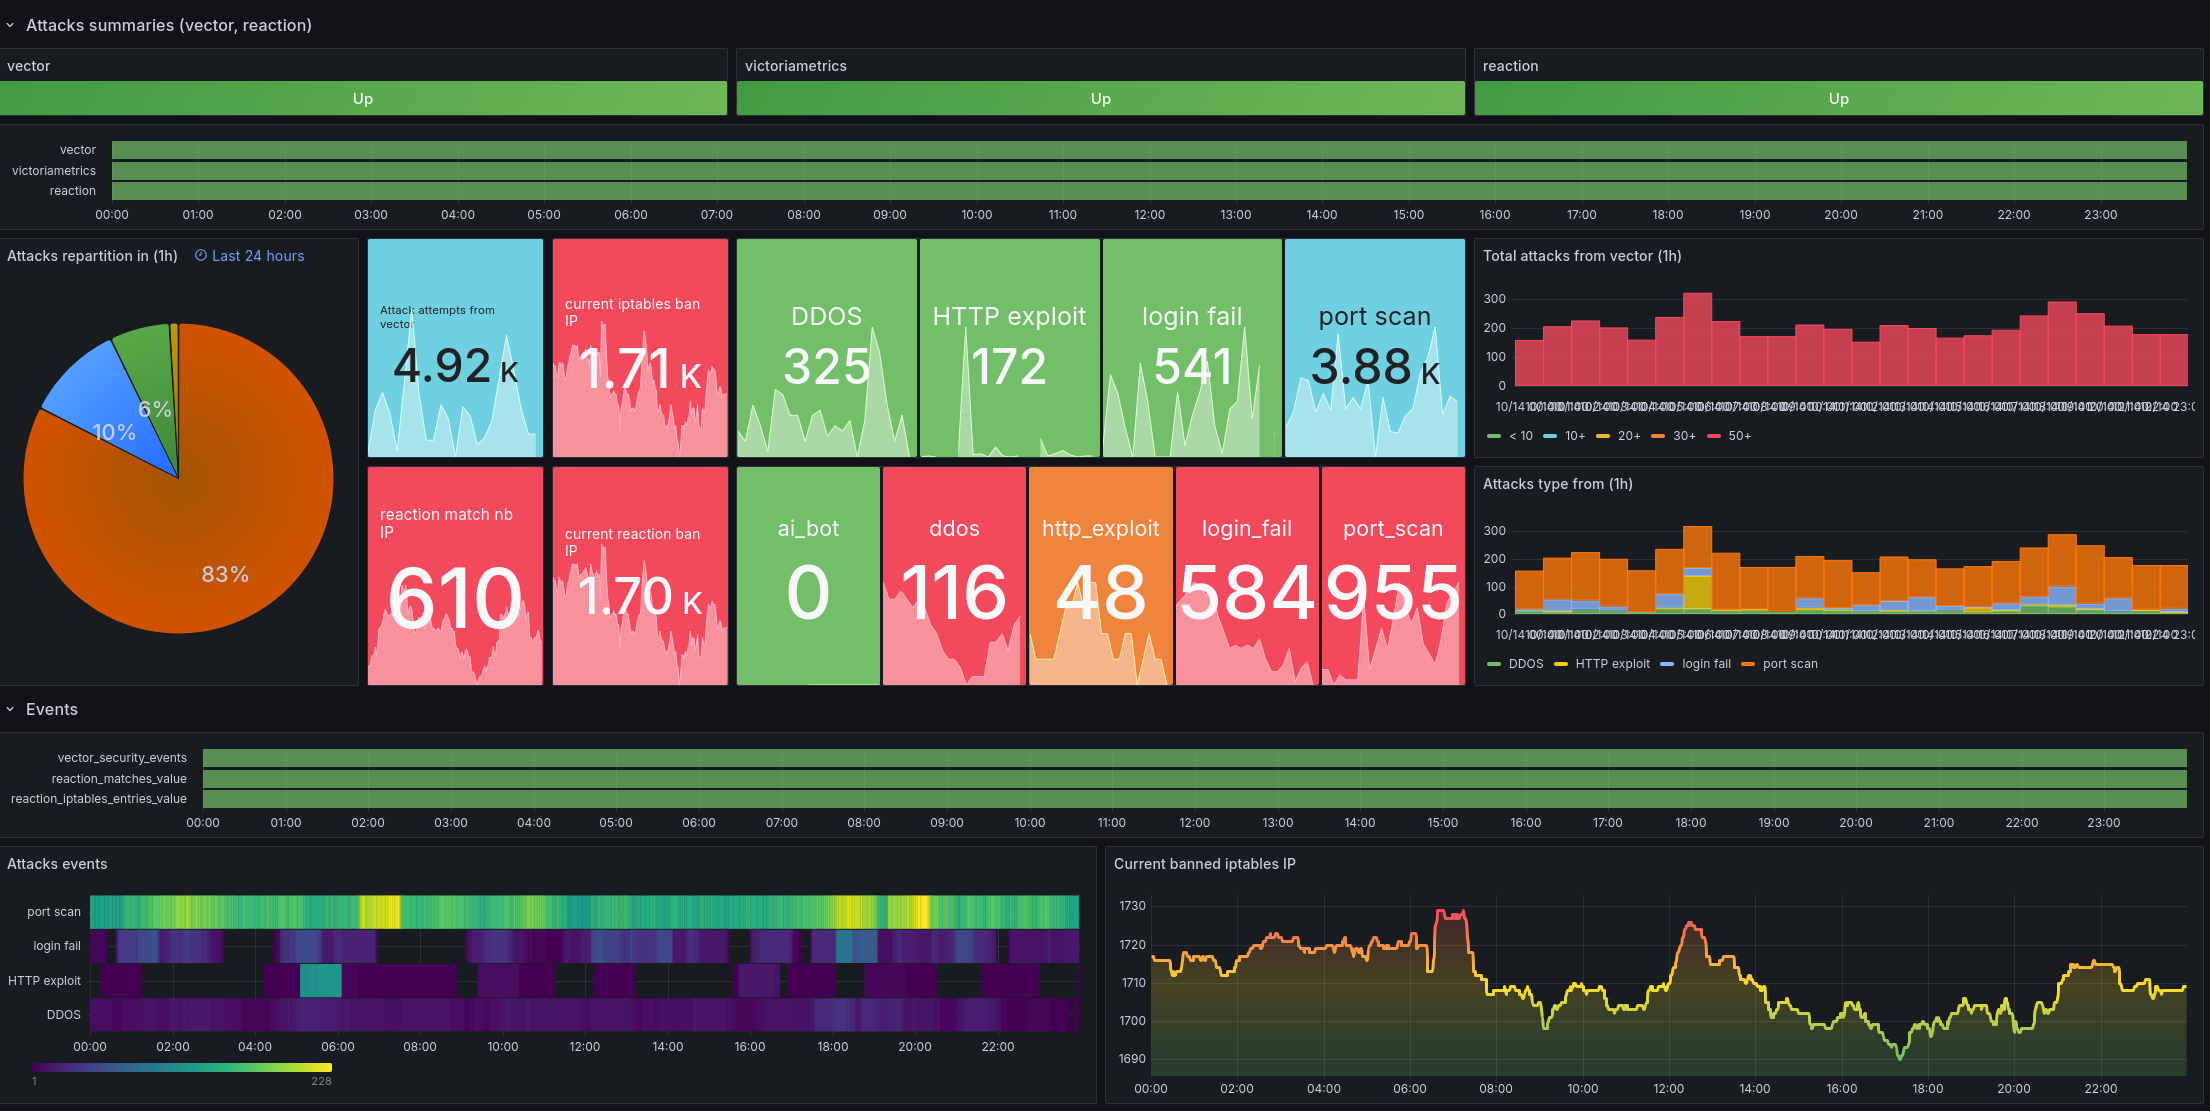 Attacks summaries (vector, reaction)
vector
Up
victoriametrics
Up
reaction
Up
vector
victoriametrics
reaction
00:00 01:00 02:00 03:00 04:00 05:00 06:00 07:00 08:00 09:00 10:00 11:00 12:00 13:00 14:00 15:00 16:00 17:00 18:00 19:00 20:00 21:00 22:00 23:00
Attacks repartition in (1h) Last 24 hours
6%
10%
83%
Attack attempts from
vector
4.92 K
current iptables ban
IP
1.71 K
DDOS
325
HTTP exploit
172
login fail
541
port scan
3.88 K
reaction match nb
IP
610
current reaction ban
IP
1.70 K
ai_bot
0
ddos
116
http_exploit
48
login_fail
584
port_scan
955
Total attacks from vector (1h)
300
200
100
0
< 10 10+ 20+ 30+ 50+
Attacks type from (1h)
300
200
100
0
DDOS HTTP exploit login fail port scan
Events
vector_security_events
reaction_matches_value
reaction_iptables_entries_value
00:00 01:00 02:00 03:00 04:00 05:00 06:00 07:00 08:00 09:00 10:00 11:00 12:00 13:00 14:00 15:00 16:00 17:00 18:00 19:00 20:00 21:00 22:00 23:00
Attacks events
port scan
login fail
HTTP exploit
DDOS
00:00 02:00 04:00 06:00 08:00 10:00 12:00 14:00 16:00 18:00 20:00 22:00
1 228
Current banned iptables IP
1730
1720
1710
1700
1690
00:00 02:00 04:00 06:00 08:00 10:00 12:00 14:00 16:00 18:00 20:00 22:00